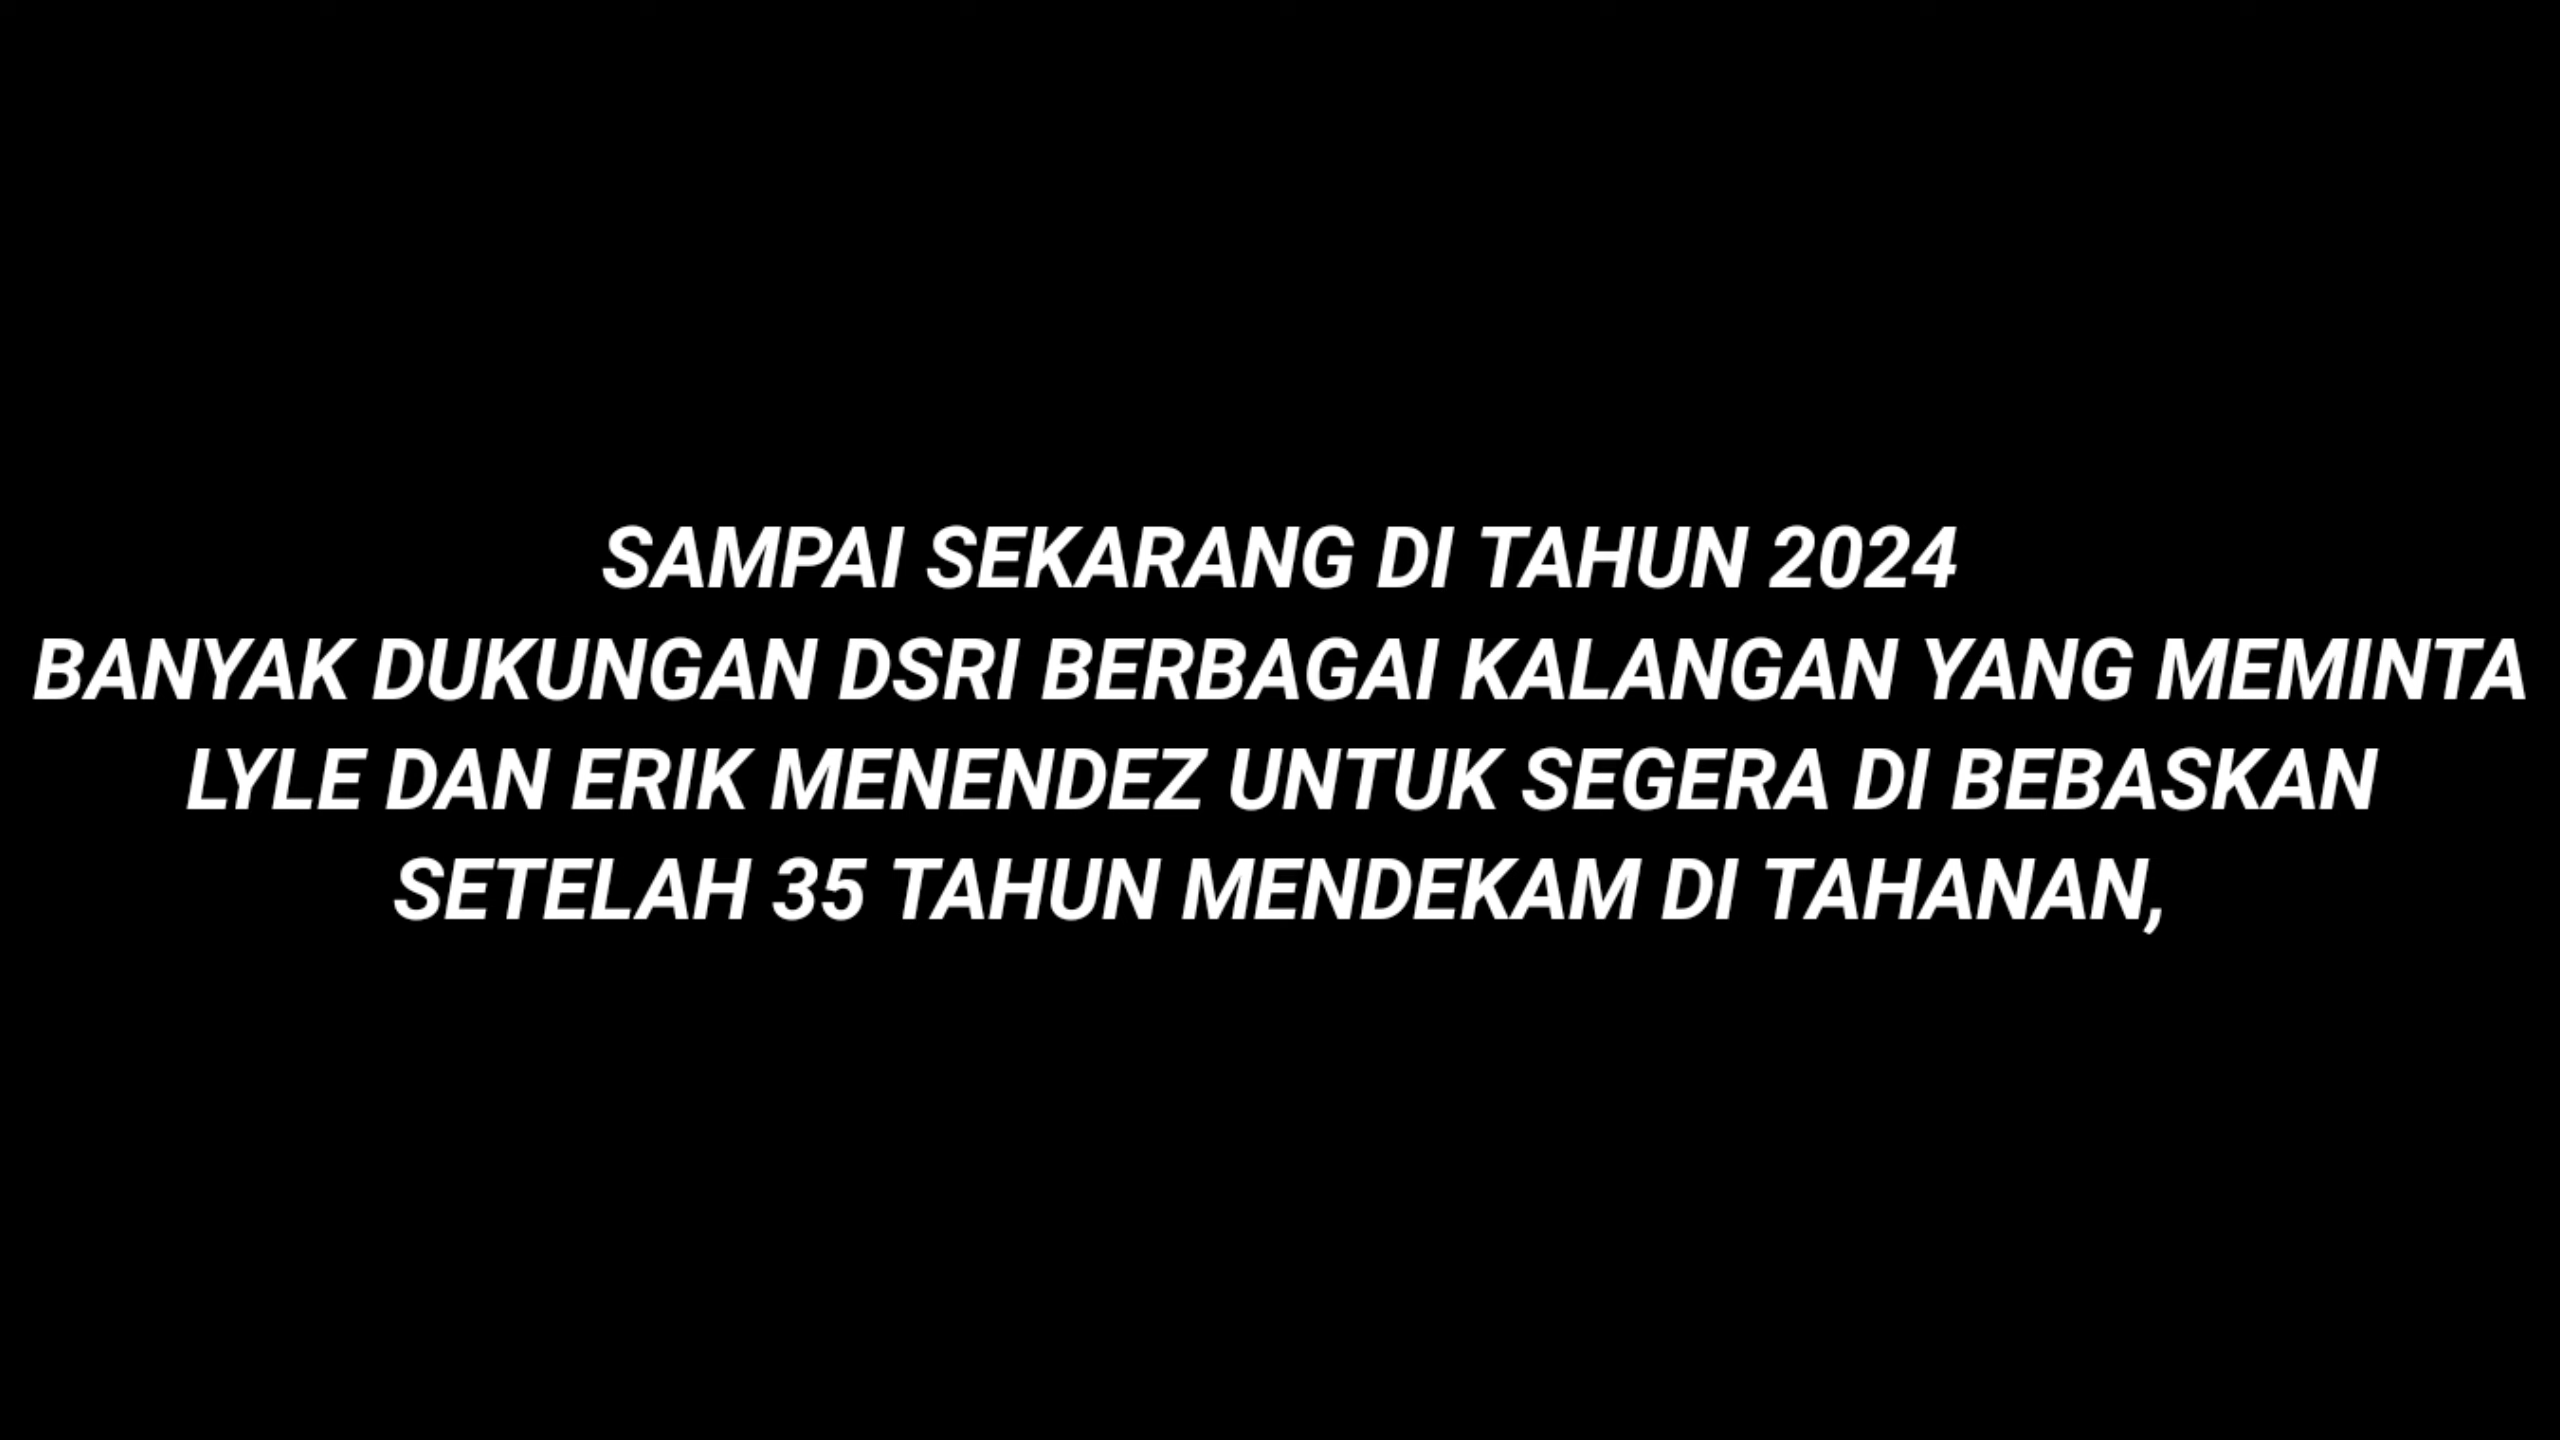 SAMPAI SEKARANG DI TAHUN 2024
BANYAK DUKUNGAN DSRI BERBAGAI KALANGAN YANG MEMINTA
LYLE DAN ERIK MENENDEZ UNTUK SEGERA DI BEBASKAN
SETELAH 35 TAHUN MENDEKAM DI TAHANAN,